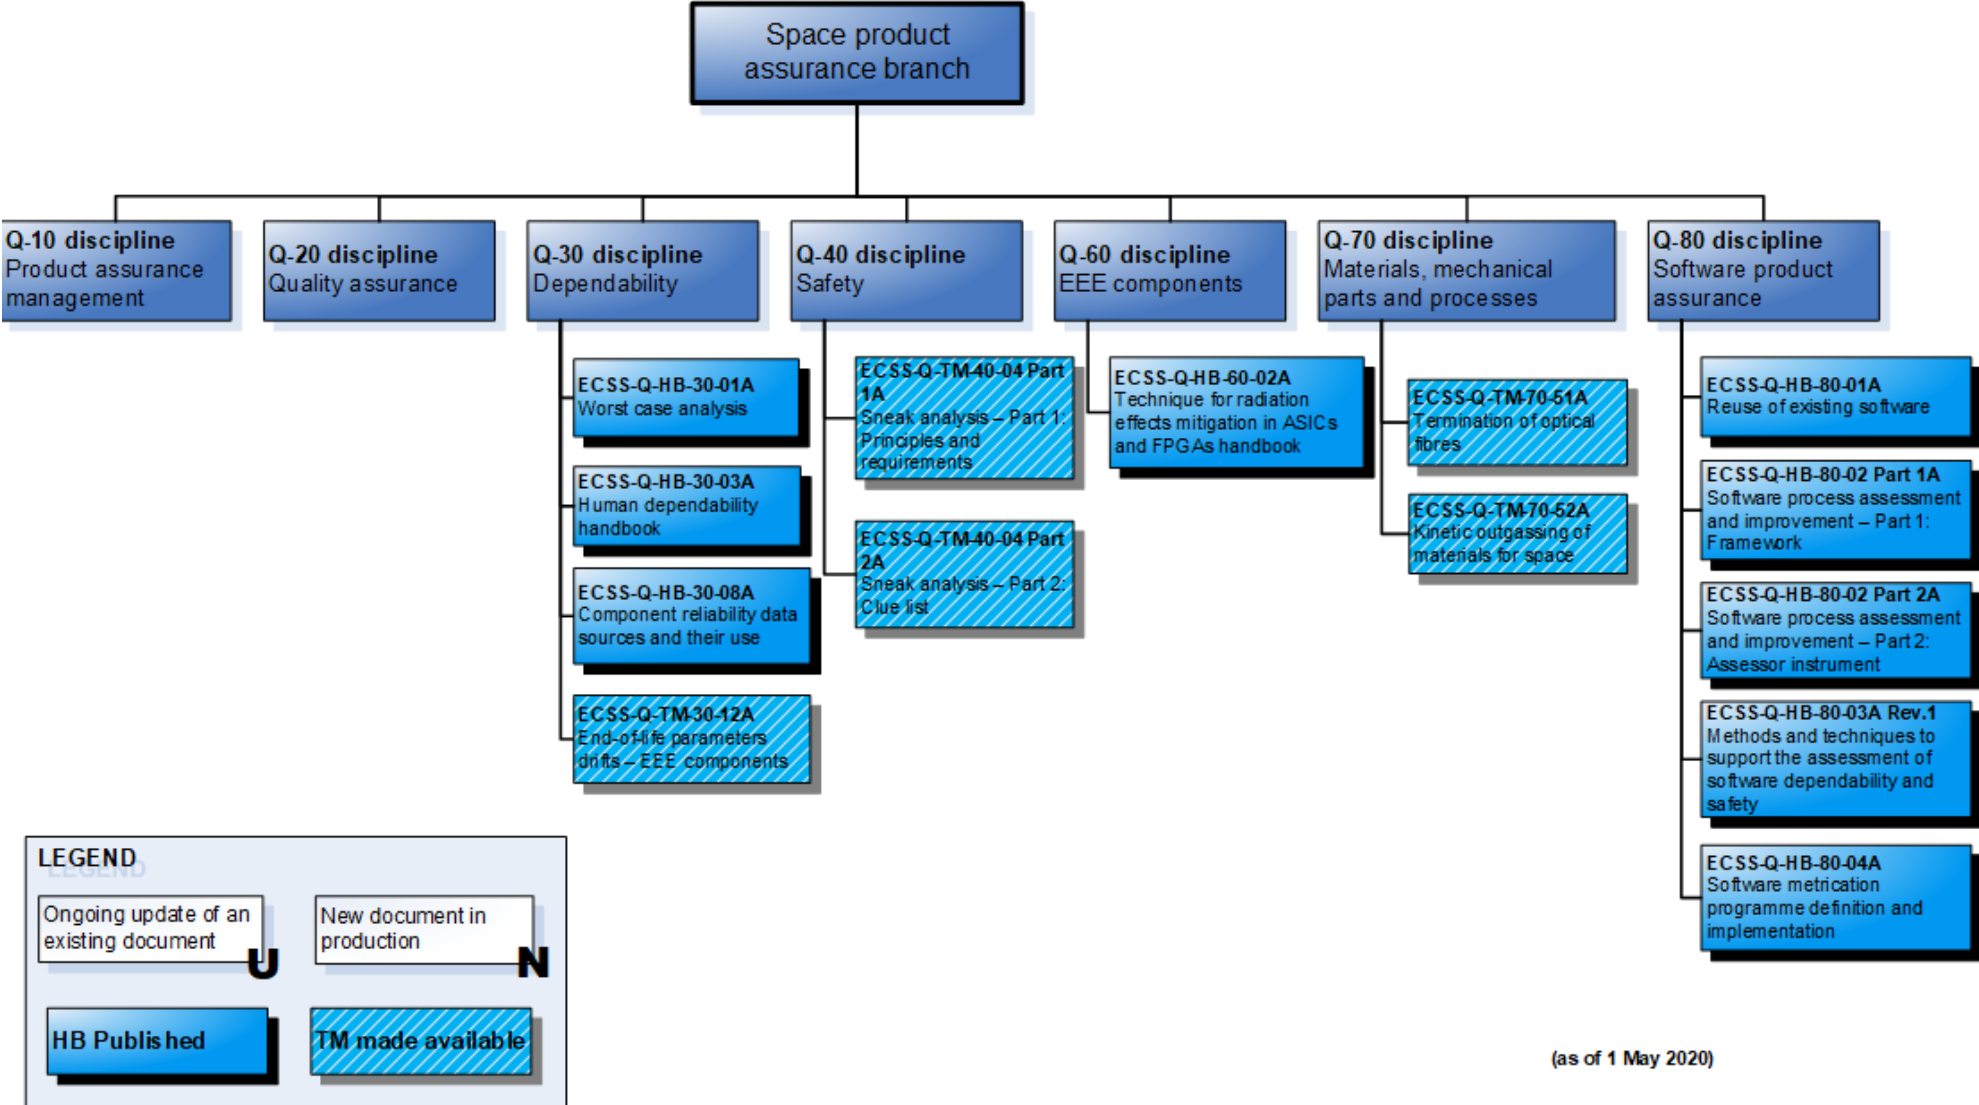 Space product
assurance branch
Q-10 discipline
Product assurance
management
Q-20 discipline
Quality assurance
Q-30 discipline
Dependability
Q-40 discipline
Safety
Q-60 discipline
EEE components
Q-70 discipline
Materials, mechanical
parts and processes
Q-80 discipline
Software product
assurance
ECSS-Q-HB-30-01A
Worst case analysis
ECSS-Q-HB-30-03A
Human dependability
handbook
ECSS-Q-HB-30-08A
Component reliability data
sources and their use
ECSS-Q-TM-30-12A
End-of-life parameters
drifts – EEE components
ECSS-Q-TM-40-04 Part
1A
Sneak analysis – Part 1:
Principles and
requirements
ECSS-Q-TM-40-04 Part
2A
Sneak analysis – Part 2:
Clue list
ECSS-Q-HB-60-02A
Technique for radiation
effects mitigation in ASICs
and FPGAs handbook
ECSS-Q-TM-70-51A
Termination of optical
fibres
ECSS-Q-TM-70-52A
Kinetic outgassing of
materials for space
ECSS-Q-HB-80-01A
Reuse of existing software
ECSS-Q-HB-80-02 Part 1A
Software process assessment
and improvement – Part 1:
Framework
ECSS-Q-HB-80-02 Part 2A
Software process assessment
and improvement – Part 2:
Assessor instrument
ECSS-Q-HB-80-03A Rev.1
Methods and techniques to
support the assessment of
software dependability and
safety
ECSS-Q-HB-80-04A
Software metrication
programme definition and
implementation
LEGEND
Ongoing update of an
existing document
U
New document in
production
N
HB Published
TM made available
(as of 1 May 2020)